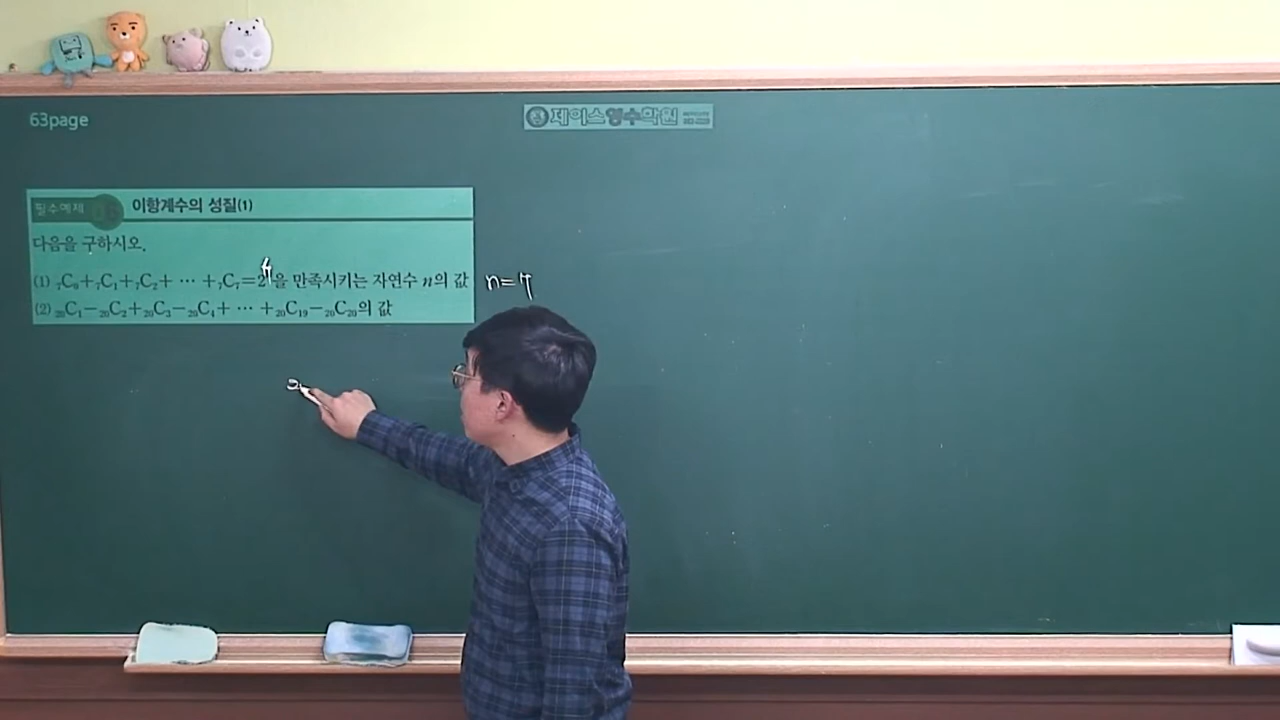 63page
제이스영수학원
필수예제 06 이항계수의 성질(1)
다음을 구하시오.
(1) ₇C₀+₇C₁+₇C₂+ ⋯ +₇C₇=2 을 만족시키는 자연수 n의 값 n=7
(2) ₂₀C₁−₂₀C₂+₂₀C₃−₂₀C₄+ ⋯ +₂₀C₁₉−₂₀C₂₀의 값